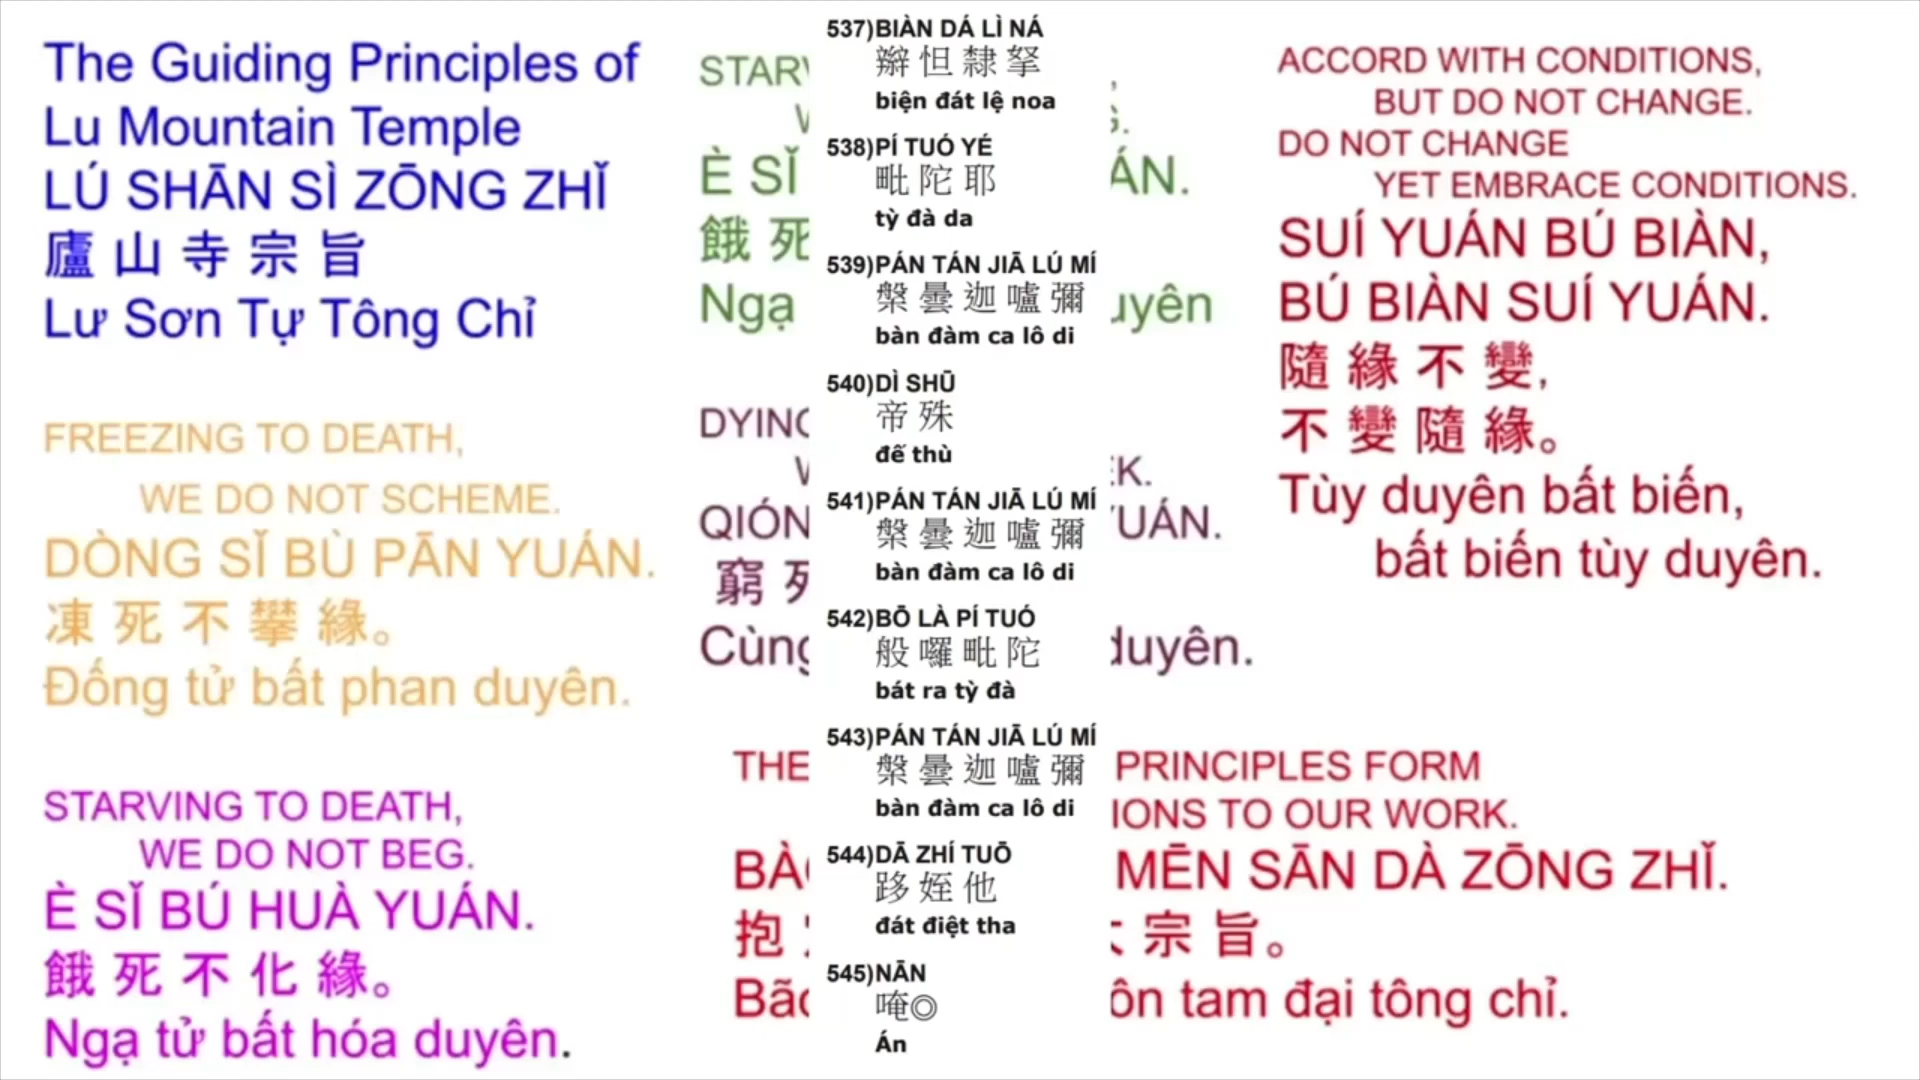 The Guiding Principles of
Lu Mountain Temple
LÚ SHĀN SÌ ZŌNG ZHǏ
廬 山 寺 宗 旨
Lư Sơn Tự Tông Chỉ
FREEZING TO DEATH,
WE DO NOT SCHEME.
DÒNG SǏ BÙ PĀN YUÁN.
凍 死 不 攀 緣。
Đống tử bất phan duyên.
STARVING TO DEATH,
WE DO NOT BEG.
È SǏ BÚ HUÀ YUÁN.
餓 死 不 化 緣。
Ngạ tử bất hóa duyên.
È SǏ
餓 死
Ngạ
537)BIÀN DÁ LÌ NÁ
辮 怛 隸 拏
biện đát lệ noa
538)PÍ TUÓ YÉ
毗 陀 耶
tỳ đà da
539)PÁN TÁN JIĀ LÚ MÍ
槃 曇 迦 嚧 彌
bàn đàm ca lô di
540)DÌ SHŪ
帝 殊
đế thù
541)PÁN TÁN JIĀ LÚ MÍ
槃 曇 迦 嚧 彌
bàn đàm ca lô di
542)BŌ LÀ PÍ TUÓ
般 囉 毗 陀
bát ra tỳ đà
543)PÁN TÁN JIĀ LÚ MÍ
槃 曇 迦 嚧 彌
bàn đàm ca lô di
544)DĀ ZHÍ TUŌ
跢 姪 他
đát điệt tha
545)NĀN
唵◎
Án
窮 死
duyên.
THE
PRINCIPLES FORM
TO OUR WORK.
MĒN SĀN DÀ ZŌNG ZHǏ.
抱
宗 旨。
tam đại tông chỉ.
ACCORD WITH CONDITIONS,
BUT DO NOT CHANGE.
DO NOT CHANGE
YET EMBRACE CONDITIONS.
SUÍ YUÁN BÚ BIÀN,
BÚ BIÀN SUÍ YUÁN.
隨 緣 不 變,
不 變 隨 緣。
Tùy duyên bất biến,
bất biến tùy duyên.